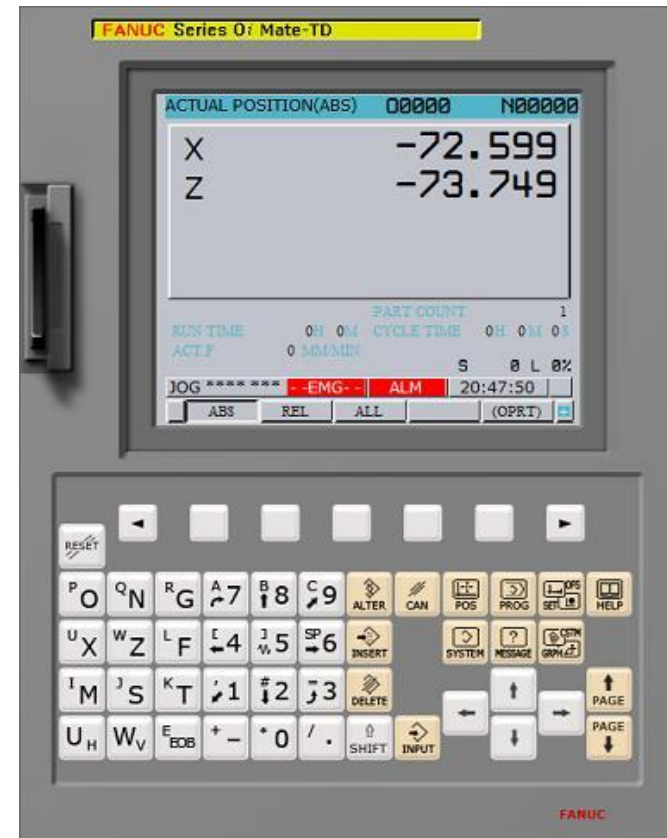 FANUC Series 0i Mate-TD
ACTUAL POSITION(ABS) O0000 N00000
X -72.599
Z -73.749
PART COUNT 1
RUN TIME 0H 0M CYCLE TIME 0H 0M 0S
ACT.F 0 MM/MIN
S 0 L 0%
JOG **** *** - -EMG- - ALM 20:47:50
ABS REL ALL (OPRT) +
RESET
P O Q N R G A 7 B 8 C 9 ALTER CAN POS PROG OFS SET HELP
U X W Z L F [ 4 ] 5 SP 6 INSERT SYSTEM ? MESSAGE CSTM GRPH
I M J S K T , 1 # 2 = 3 DELETE PAGE
U H W V E EOB + - * 0 / . SHIFT INPUT PAGE
FANUC